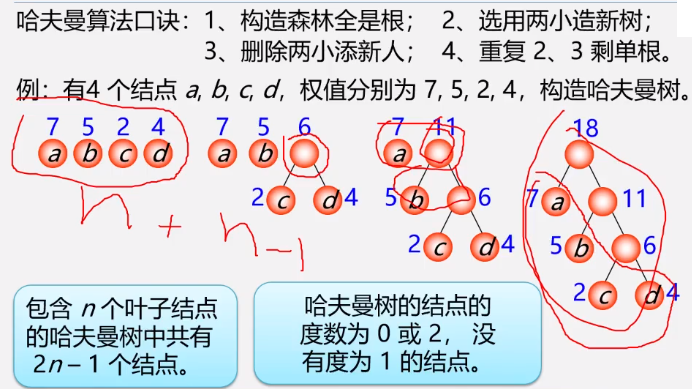 哈夫曼算法口诀：1、构造森林全是根； 2、选用两小造新树；
3、删除两小添新人； 4、重复 2、3 剩单根。
例：有4 个结点 a, b, c, d，权值分别为 7, 5, 2, 4，构造哈夫曼树。
7 5 2 4
a b c d
7 5 6
a b
2 c d 4
7 11
a
5 b 6
2 c d 4
18
7 a 11
5 b 6
2 c d 4
n + n-1
包含 n 个叶子结点
的哈夫曼树中共有
2n – 1 个结点。
哈夫曼树的结点的
度数为 0 或 2， 没
有度为 1 的结点。